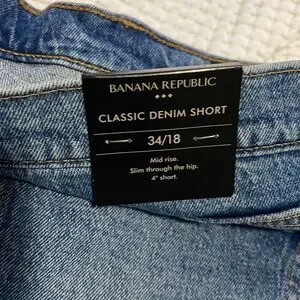 BANANA REPUBLIC
CLASSIC DENIM SHORT
34/18
Mid rise.
Slim through the hip.
4" short.